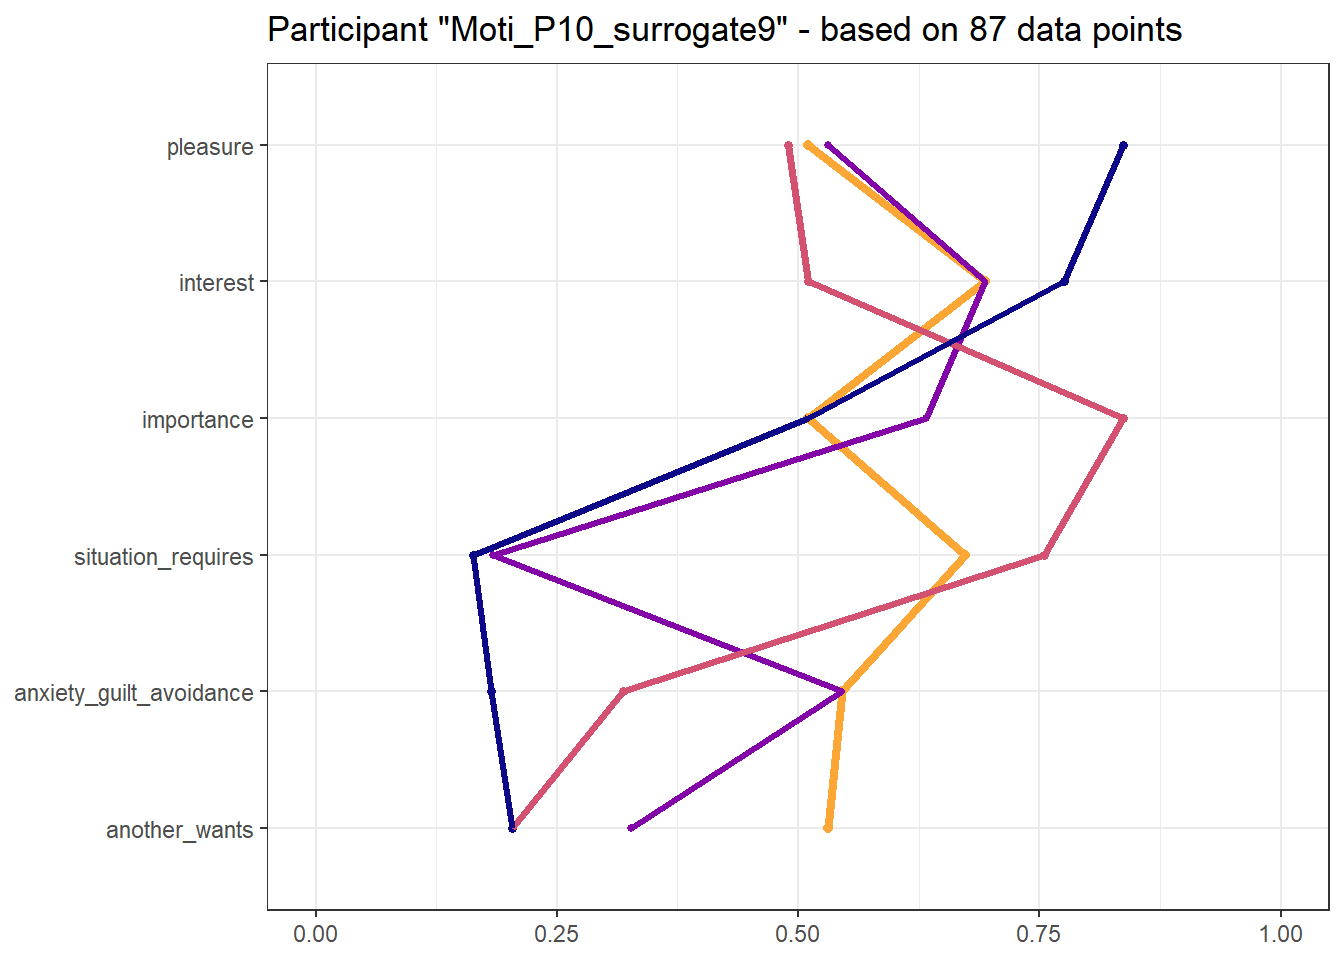 Participant "Moti_P10_surrogate9" - based on 87 data points
pleasure
interest
importance
situation_requires
anxiety_guilt_avoidance
another_wants
0.00 0.25 0.50 0.75 1.00